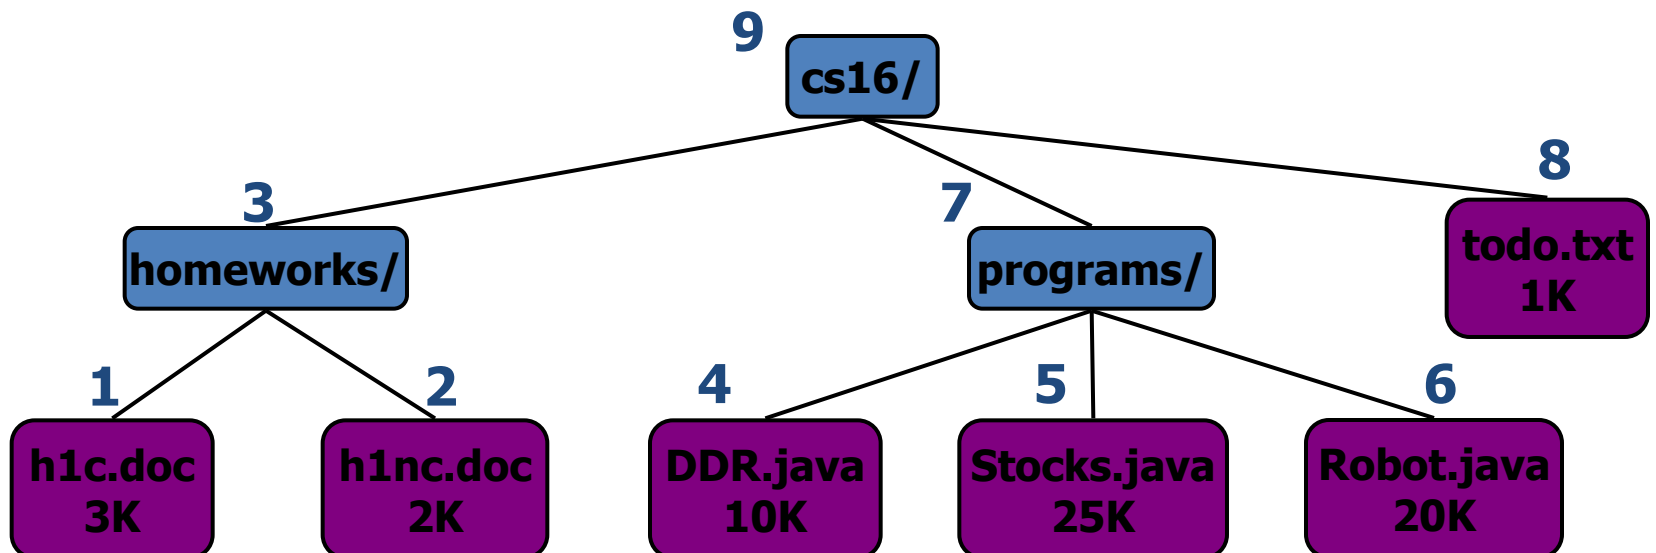 9
cs16/
8
3
7
todo.txt
1K
homeworks/
programs/
1
2
4
5
6
h1c.doc
3K
h1nc.doc
2K
DDR.java
10K
Stocks.java
25K
Robot.java
20K